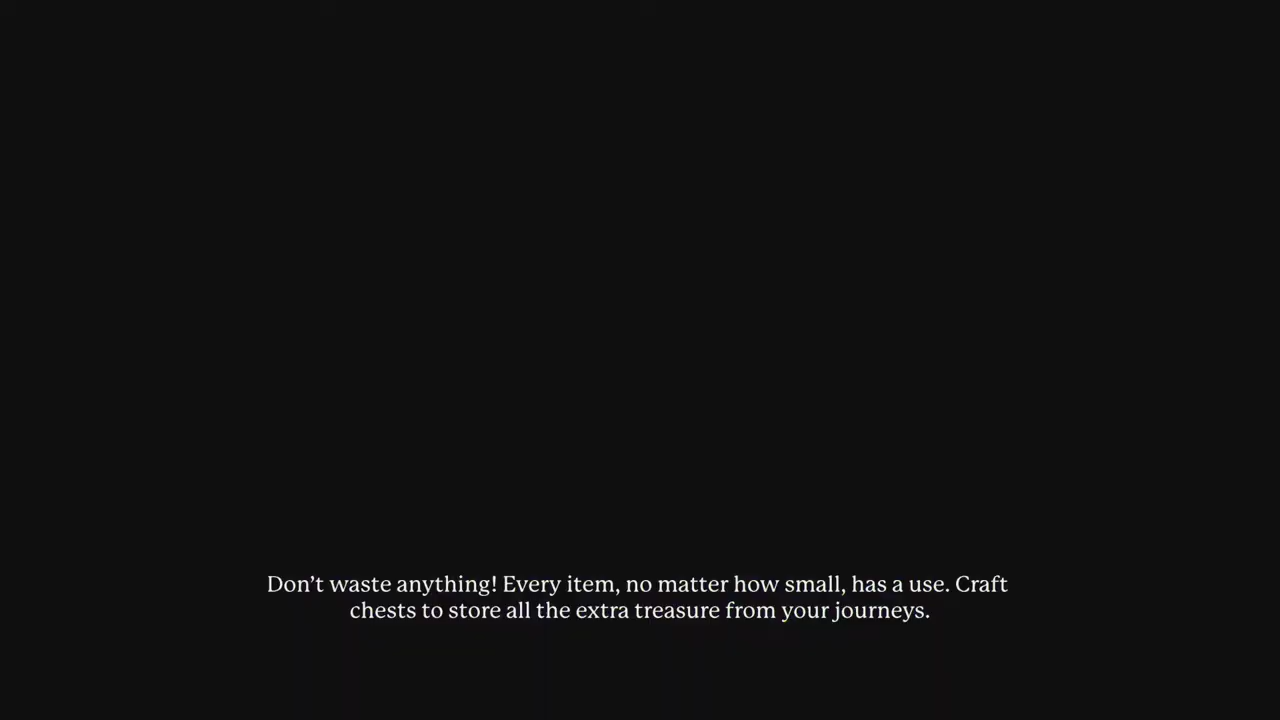 Don’t waste anything! Every item, no matter how small, has a use. Craft
chests to store all the extra treasure from your journeys.